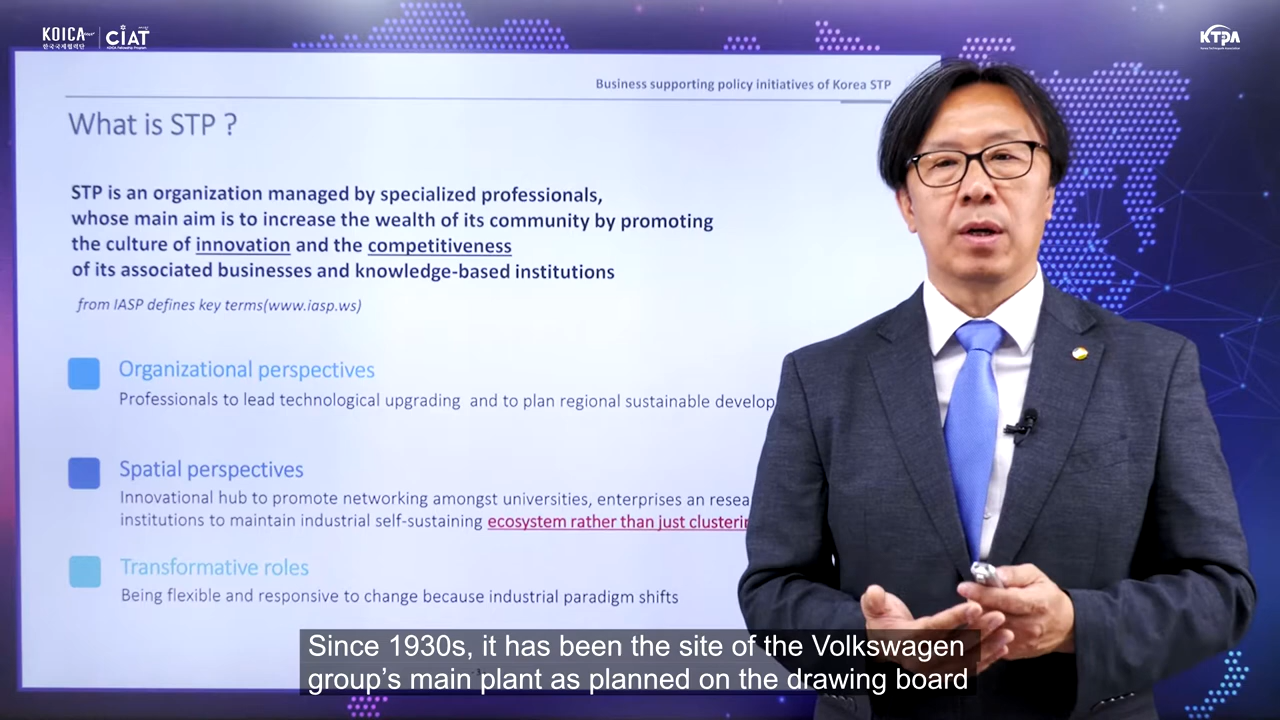 KOICA
한국국제협력단
CIAT
KOICA Fellowship Program
KTPA
Korea Technopark Association
Business supporting policy initiatives of Korea STP
What is STP ?
STP is an organization managed by specialized professionals,
whose main aim is to increase the wealth of its community by promoting
the culture of innovation and the competitiveness
of its associated businesses and knowledge-based institutions
from IASP defines key terms(www.iasp.ws)
Organizational perspectives
Professionals to lead technological upgrading and to plan regional sustainable develop
Spatial perspectives
Innovational hub to promote networking amongst universities, enterprises an resea
institutions to maintain industrial self-sustaining ecosystem rather than just clusterin
Transformative roles
Being flexible and responsive to change because industrial paradigm shifts
Since 1930s, it has been the site of the Volkswagen
group's main plant as planned on the drawing board